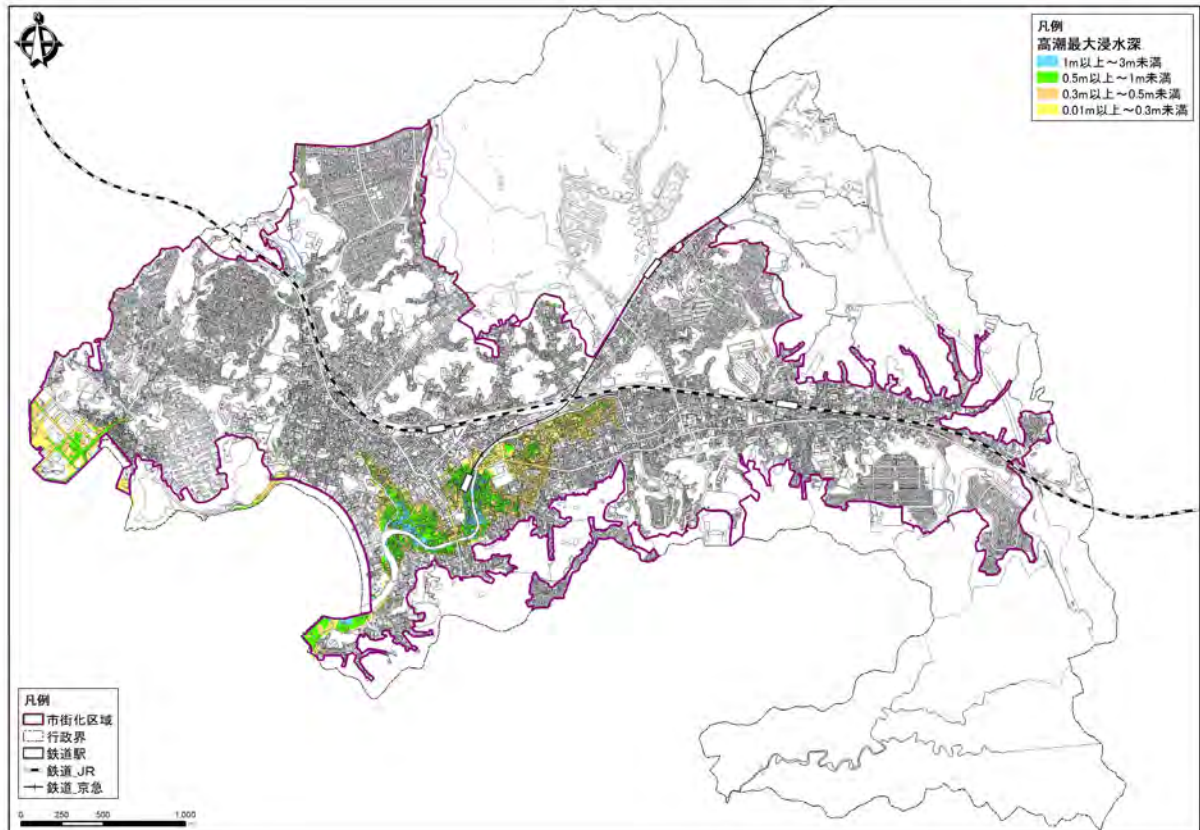 凡例
高潮最大浸水深
1m以上～3m未満
0.5m以上～1m未満
0.3m以上～0.5m未満
0.01m以上～0.3m未満
凡例
市街化区域
行政界
鉄道駅
鉄道_JR
鉄道_京急
0 250 500 1,000